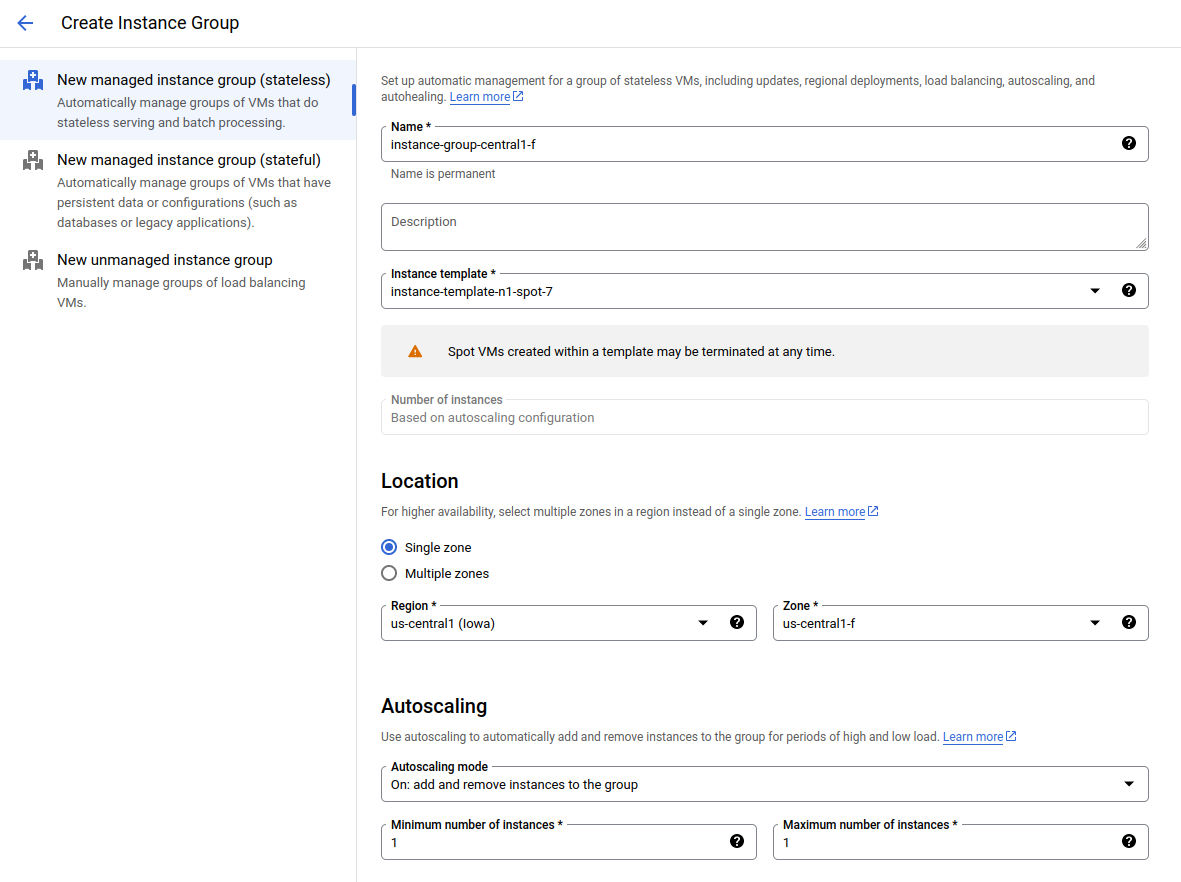 Create Instance Group
New managed instance group (stateless)
Automatically manage groups of VMs that do
stateless serving and batch processing.
New managed instance group (stateful)
Automatically manage groups of VMs that have
persistent data or configurations (such as
databases or legacy applications).
New unmanaged instance group
Manually manage groups of load balancing
VMs.
Set up automatic management for a group of stateless VMs, including updates, regional deployments, load balancing, autoscaling, and
autohealing. Learn more
Name *
instance-group-central1-f
Name is permanent
Description
Instance template *
instance-template-n1-spot-7
Spot VMs created within a template may be terminated at any time.
Number of instances
Based on autoscaling configuration
Location
For higher availability, select multiple zones in a region instead of a single zone. Learn more
Single zone
Multiple zones
Region *
us-central1 (Iowa)
Zone *
us-central1-f
Autoscaling
Use autoscaling to automatically add and remove instances to the group for periods of high and low load. Learn more
Autoscaling mode
On: add and remove instances to the group
Minimum number of instances *
1
Maximum number of instances *
1